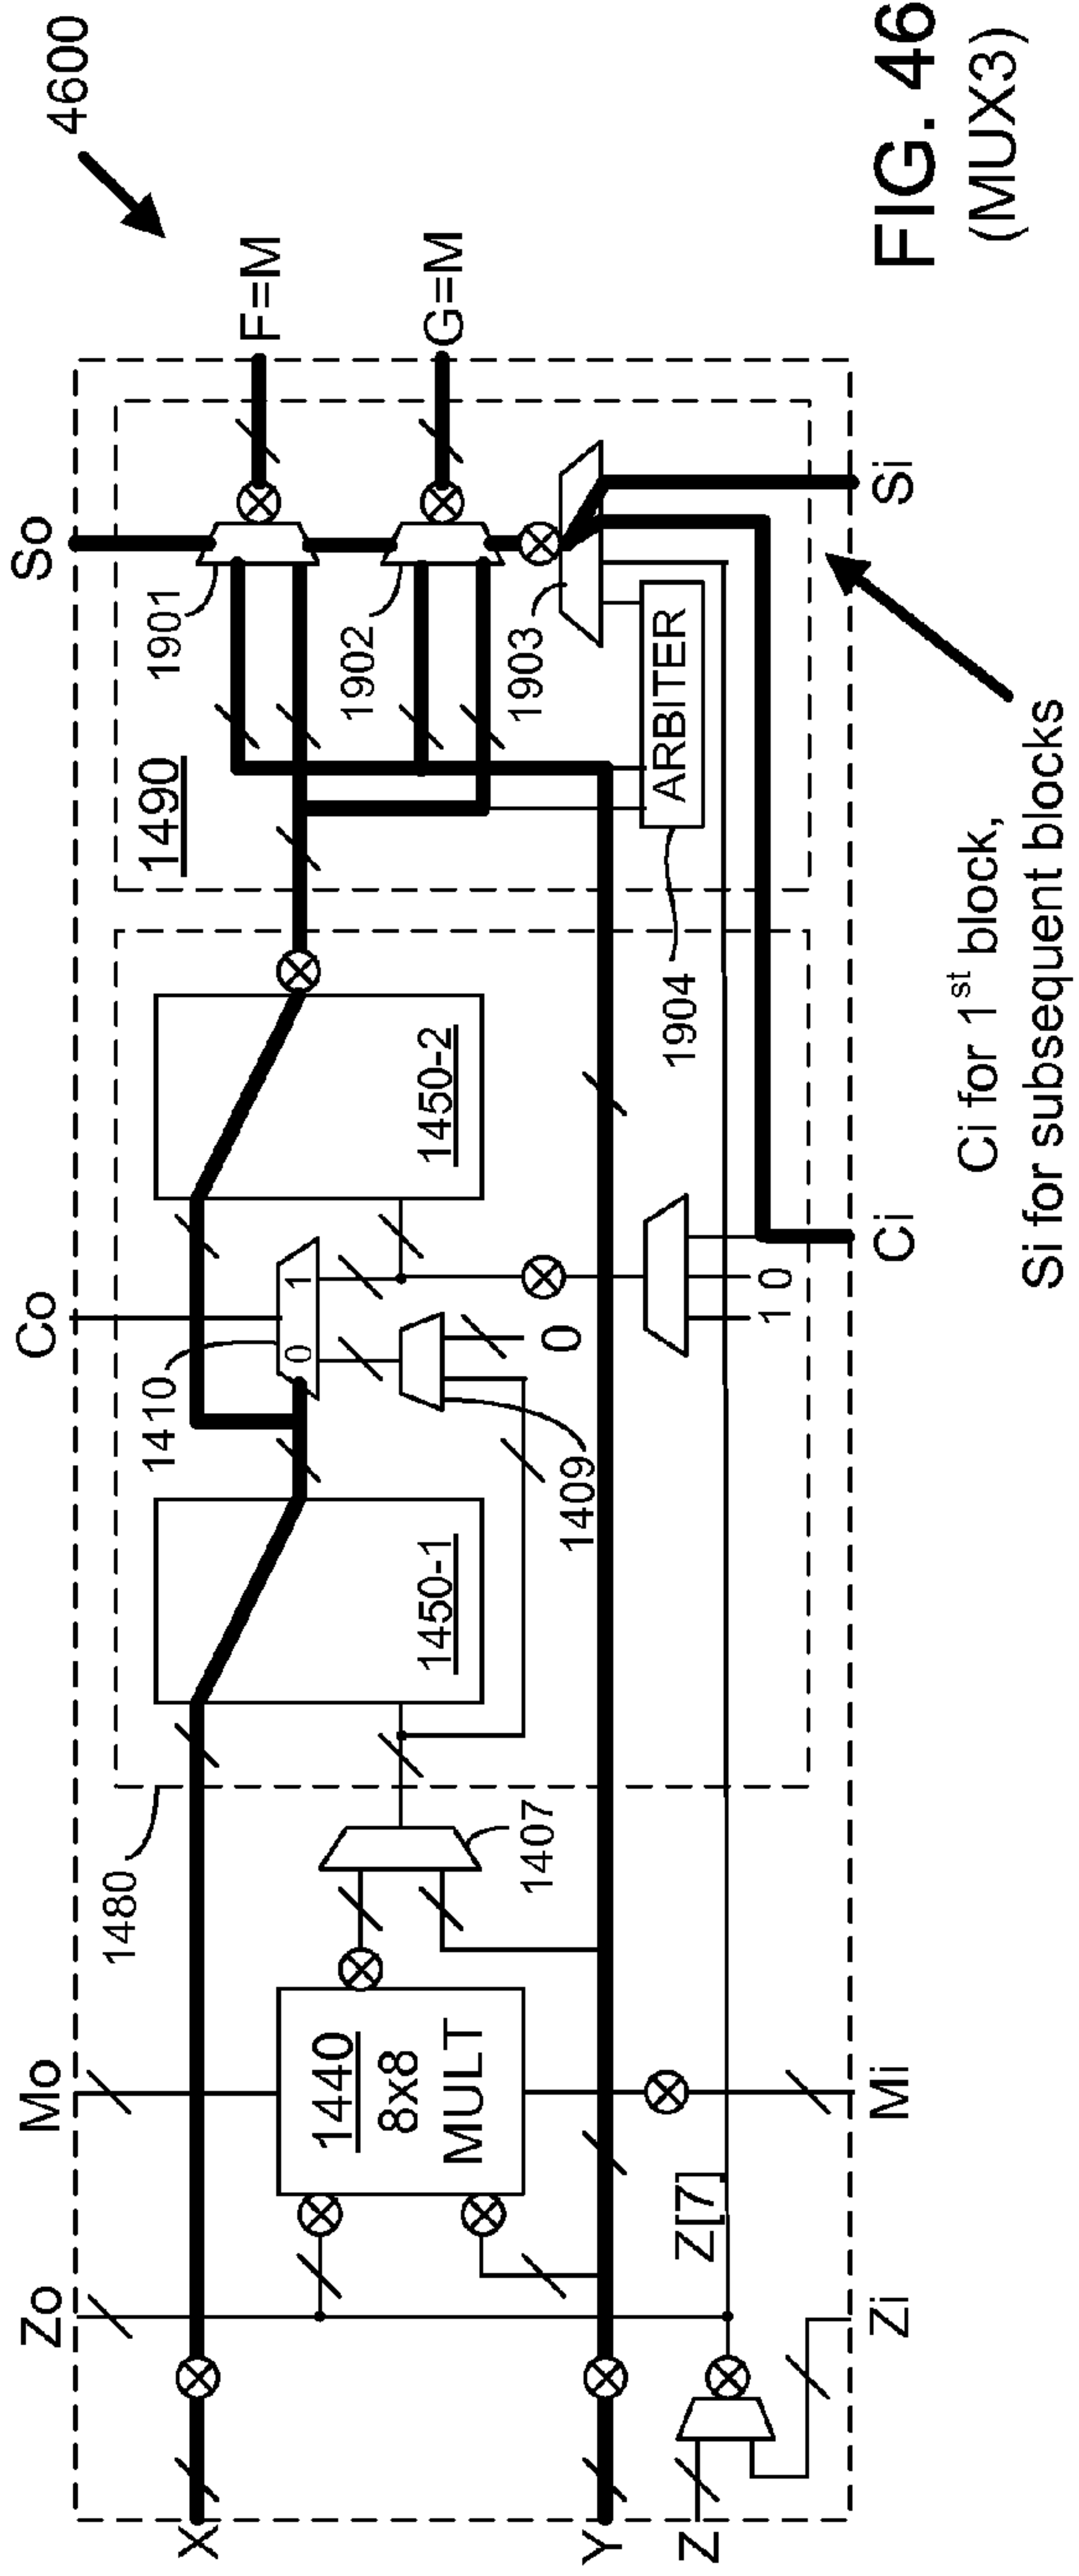 4600
So
Co
Mo
Zo
F=M
G=M
1901
1902
1903
1490
ARBITER
1904
1450-2
1410
0
1
1409
0
1 0
1450-1
1480
1407
1440
8x8
MULT
Z[7]
X
Y
Z
Zi
Mi
Ci
Si
Ci for 1st block,
Si for subsequent blocks
FIG. 46
(MUX3)